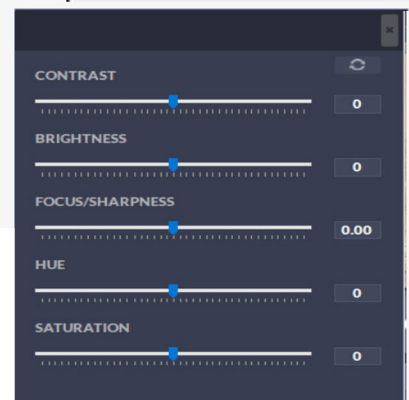 CONTRAST
0
BRIGHTNESS
0
FOCUS/SHARPNESS
0.00
HUE
0
SATURATION
0